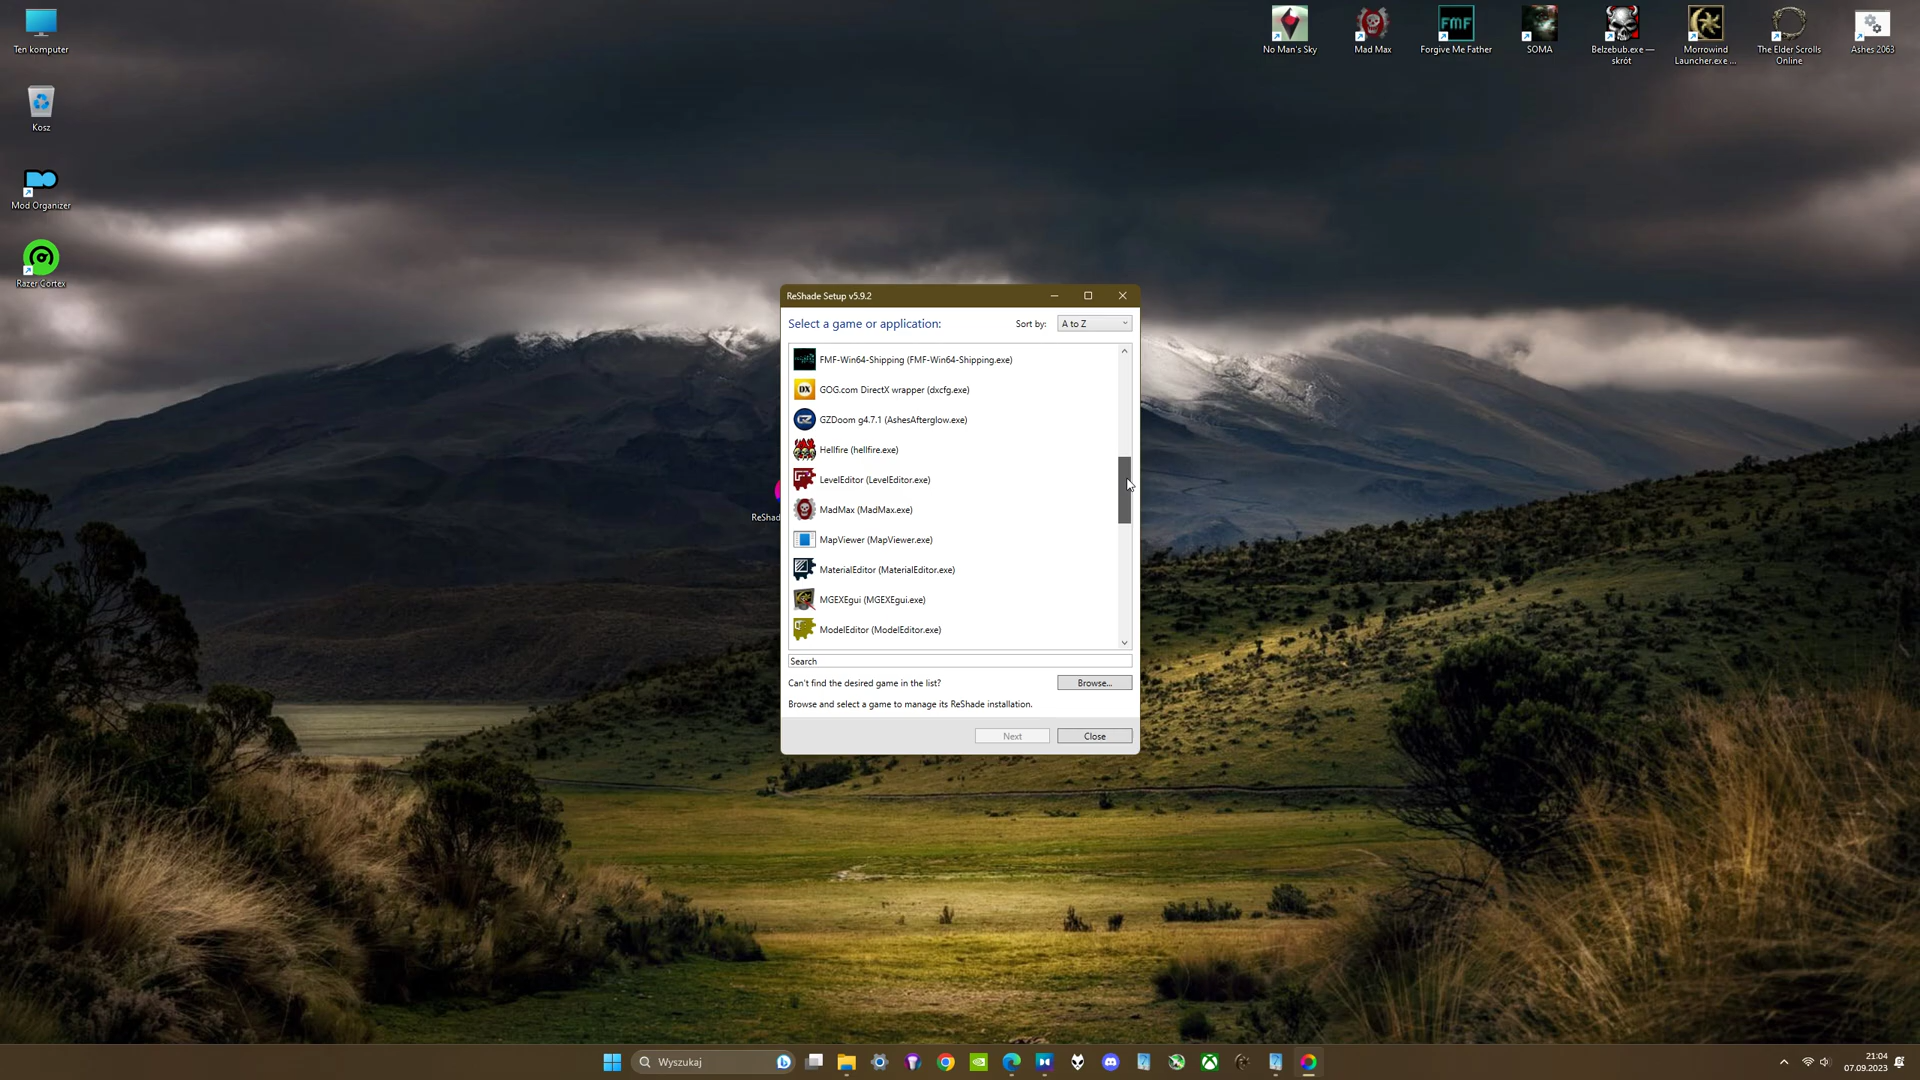 Ten komputer
Kosz
Mod Organizer
Razer Cortex
No Man's Sky
Mad Max
FMF
Forgive Me Father
SOMA
Belzebub.exe —
skrót
Morrowind
Launcher.exe ...
The Elder Scrolls
Online
Ashes 2063
ReShade Setup v5.9.2
Select a game or application:
Sort by:
A to Z
FMF-Win64-Shipping (FMF-Win64-Shipping.exe)
DX
GOG.com DirectX wrapper (dxcfg.exe)
GZ
GZDoom g4.7.1 (AshesAfterglow.exe)
Hellfire (hellfire.exe)
LevelEditor (LevelEditor.exe)
MadMax (MadMax.exe)
MapViewer (MapViewer.exe)
MaterialEditor (MaterialEditor.exe)
MGEXEgui (MGEXEgui.exe)
ModelEditor (ModelEditor.exe)
Search
Can't find the desired game in the list?
Browse...
Browse and select a game to manage its ReShade installation.
Next
Close
ReShad
Wyszukaj
21:04
07.09.2023